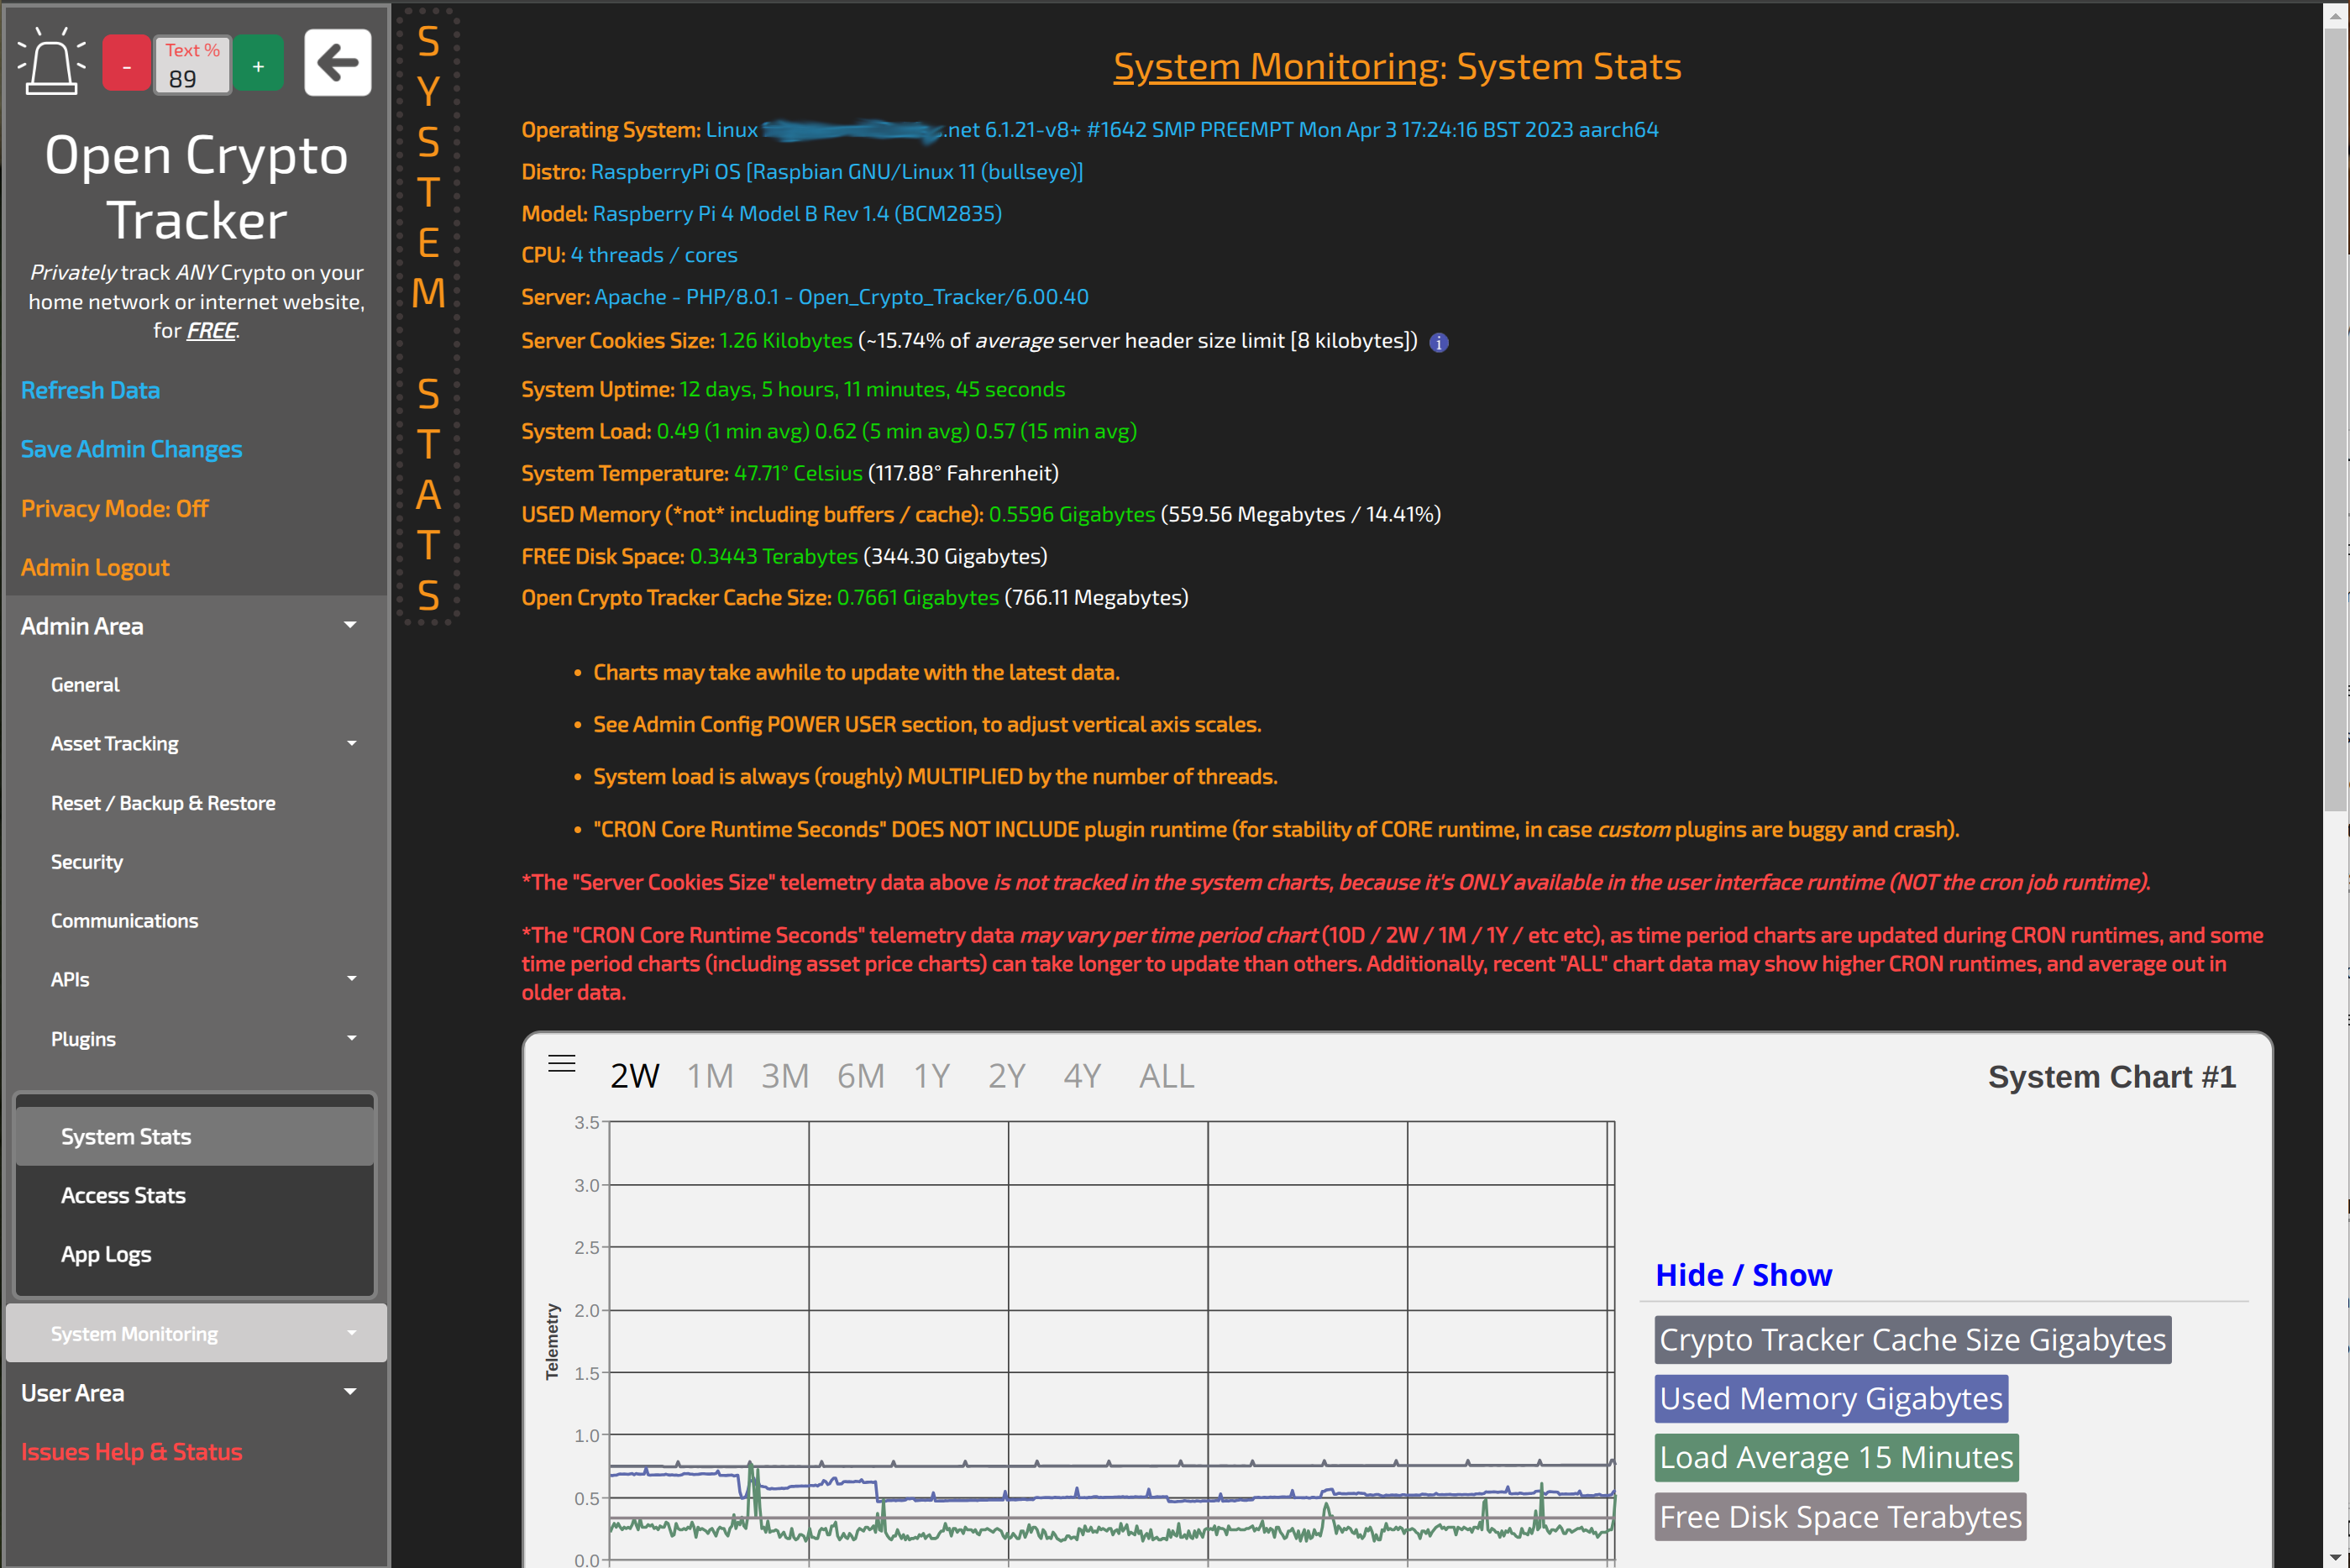 Text %
-
89
+
Open Crypto
Tracker
Privately track ANY Crypto on your
home network or internet website,
for FREE.
Refresh Data
Save Admin Changes
Privacy Mode: Off
Admin Logout
Admin Area
General
Asset Tracking
Reset / Backup & Restore
Security
Communications
APIs
Plugins
System Stats
Access Stats
App Logs
System Monitoring
User Area
Issues Help & Status
SYSTEM STATS
System Monitoring: System Stats
Operating System: Linux .net 6.1.21-v8+ #1642 SMP PREEMPT Mon Apr 3 17:24:16 BST 2023 aarch64
Distro: RaspberryPi OS [Raspbian GNU/Linux 11 (bullseye)]
Model: Raspberry Pi 4 Model B Rev 1.4 (BCM2835)
CPU: 4 threads / cores
Server: Apache - PHP/8.0.1 - Open_Crypto_Tracker/6.00.40
Server Cookies Size: 1.26 Kilobytes (~15.74% of average server header size limit [8 kilobytes]) i
System Uptime: 12 days, 5 hours, 11 minutes, 45 seconds
System Load: 0.49 (1 min avg) 0.62 (5 min avg) 0.57 (15 min avg)
System Temperature: 47.71° Celsius (117.88° Fahrenheit)
USED Memory (*not* including buffers / cache): 0.5596 Gigabytes (559.56 Megabytes / 14.41%)
FREE Disk Space: 0.3443 Terabytes (344.30 Gigabytes)
Open Crypto Tracker Cache Size: 0.7661 Gigabytes (766.11 Megabytes)
• Charts may take awhile to update with the latest data.
• See Admin Config POWER USER section, to adjust vertical axis scales.
• System load is always (roughly) MULTIPLIED by the number of threads.
• "CRON Core Runtime Seconds" DOES NOT INCLUDE plugin runtime (for stability of CORE runtime, in case custom plugins are buggy and crash).
*The "Server Cookies Size" telemetry data above is not tracked in the system charts, because it's ONLY available in the user interface runtime (NOT the cron job runtime).
*The "CRON Core Runtime Seconds" telemetry data may vary per time period chart (10D / 2W / 1M / 1Y / etc etc), as time period charts are updated during CRON runtimes, and some
time period charts (including asset price charts) can take longer to update than others. Additionally, recent "ALL" chart data may show higher CRON runtimes, and average out in
older data.
2W 1M 3M 6M 1Y 2Y 4Y ALL
System Chart #1
3.5
3.0
2.5
2.0
1.5
1.0
0.5
0.0
Telemetry
Hide / Show
Crypto Tracker Cache Size Gigabytes
Used Memory Gigabytes
Load Average 15 Minutes
Free Disk Space Terabytes